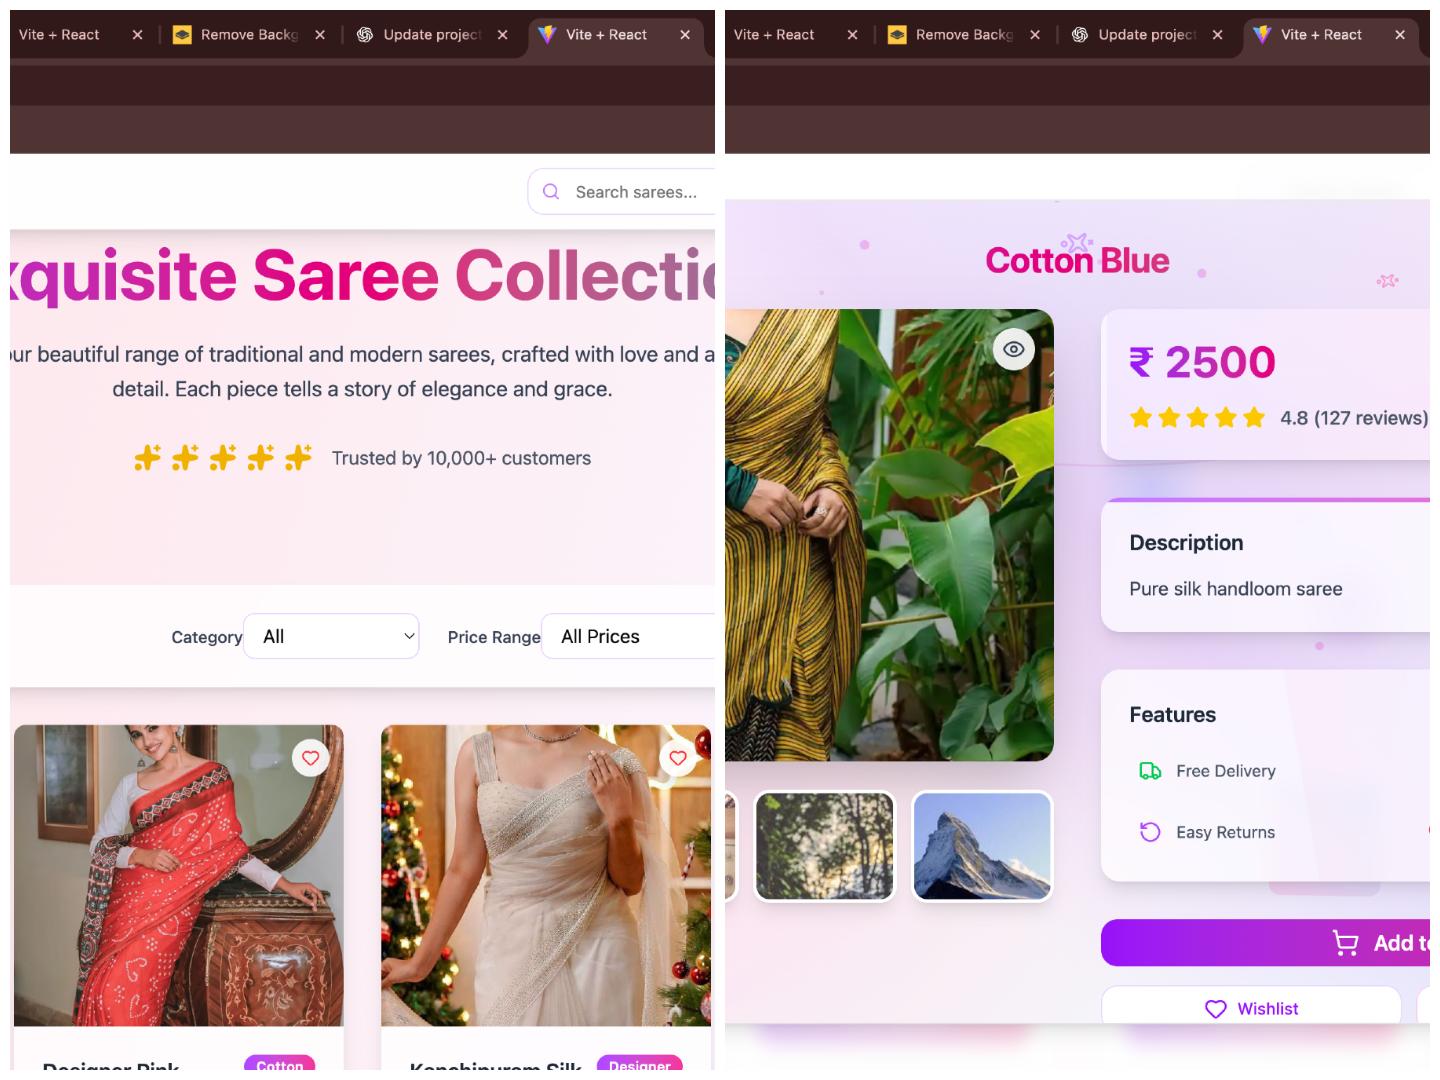 Vite + React
Remove Backg
Update project
Vite + React
Search sarees...
xquisite Saree Collectio
our beautiful range of traditional and modern sarees, crafted with love and a
detail. Each piece tells a story of elegance and grace.
Trusted by 10,000+ customers
Category
All
Price Range
All Prices
Designer Pink
Cotton
Kanchipuram Silk
Designer
Vite + React
Remove Backg
Update project
Vite + React
Cotton Blue
₹ 2500
4.8 (127 reviews)
Description
Pure silk handloom saree
Features
Free Delivery
Easy Returns
Add to
Wishlist